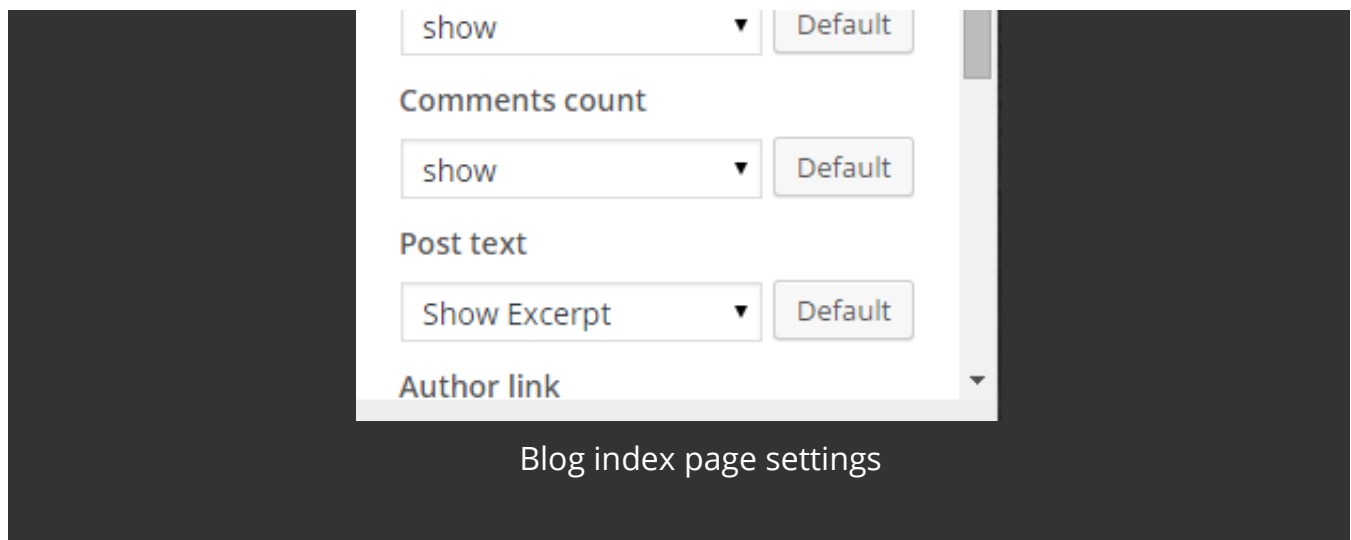 show
Default
Comments count
show
Default
Post text
Show Excerpt
Default
Author link
Blog index page settings